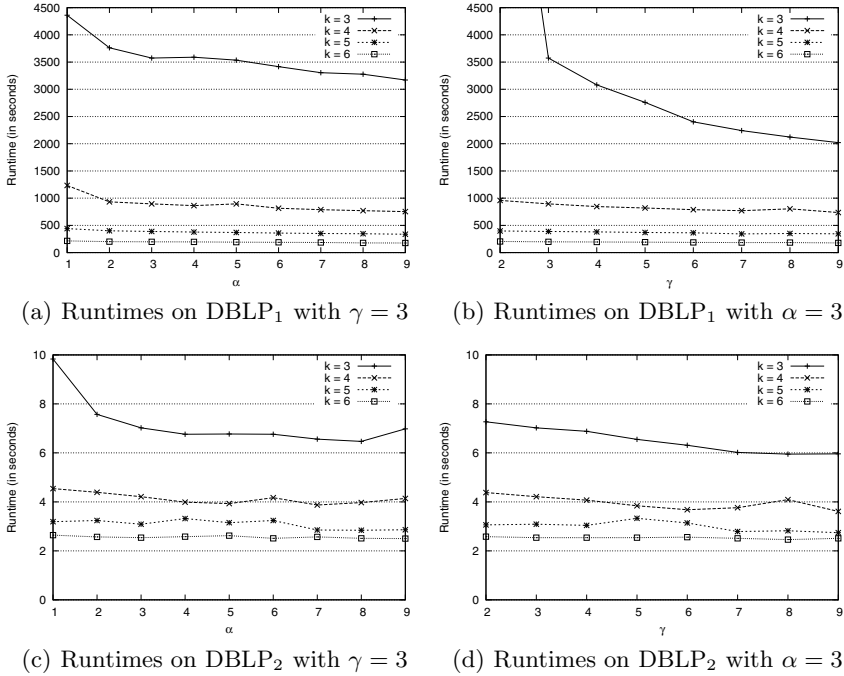 4500
4000
3500
3000
2500
2000
1500
1000
500
0
Runtime (in seconds)
k = 3
k = 4
k = 5
k = 6
1 2 3 4 5 6 7 8 9
α
(a) Runtimes on DBLP₁ with γ = 3
4500
4000
3500
3000
2500
2000
1500
1000
500
0
Runtime (in seconds)
k = 3
k = 4
k = 5
k = 6
2 3 4 5 6 7 8 9
γ
(b) Runtimes on DBLP₁ with α = 3
10
8
6
4
2
0
Runtime (in seconds)
k = 3
k = 4
k = 5
k = 6
1 2 3 4 5 6 7 8 9
α
(c) Runtimes on DBLP₂ with γ = 3
10
8
6
4
2
0
Runtime (in seconds)
k = 3
k = 4
k = 5
k = 6
2 3 4 5 6 7 8 9
γ
(d) Runtimes on DBLP₂ with α = 3